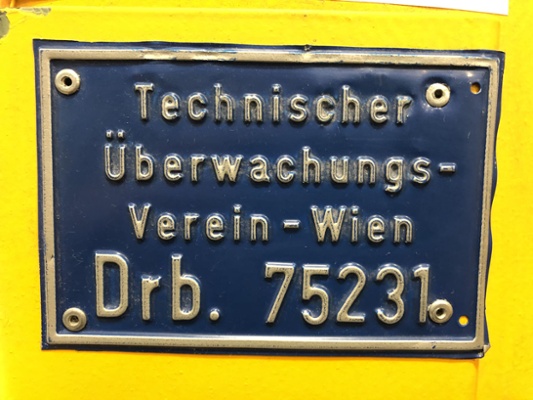 Technischer
Überwachungs-
Verein - Wien
Drb. 75231